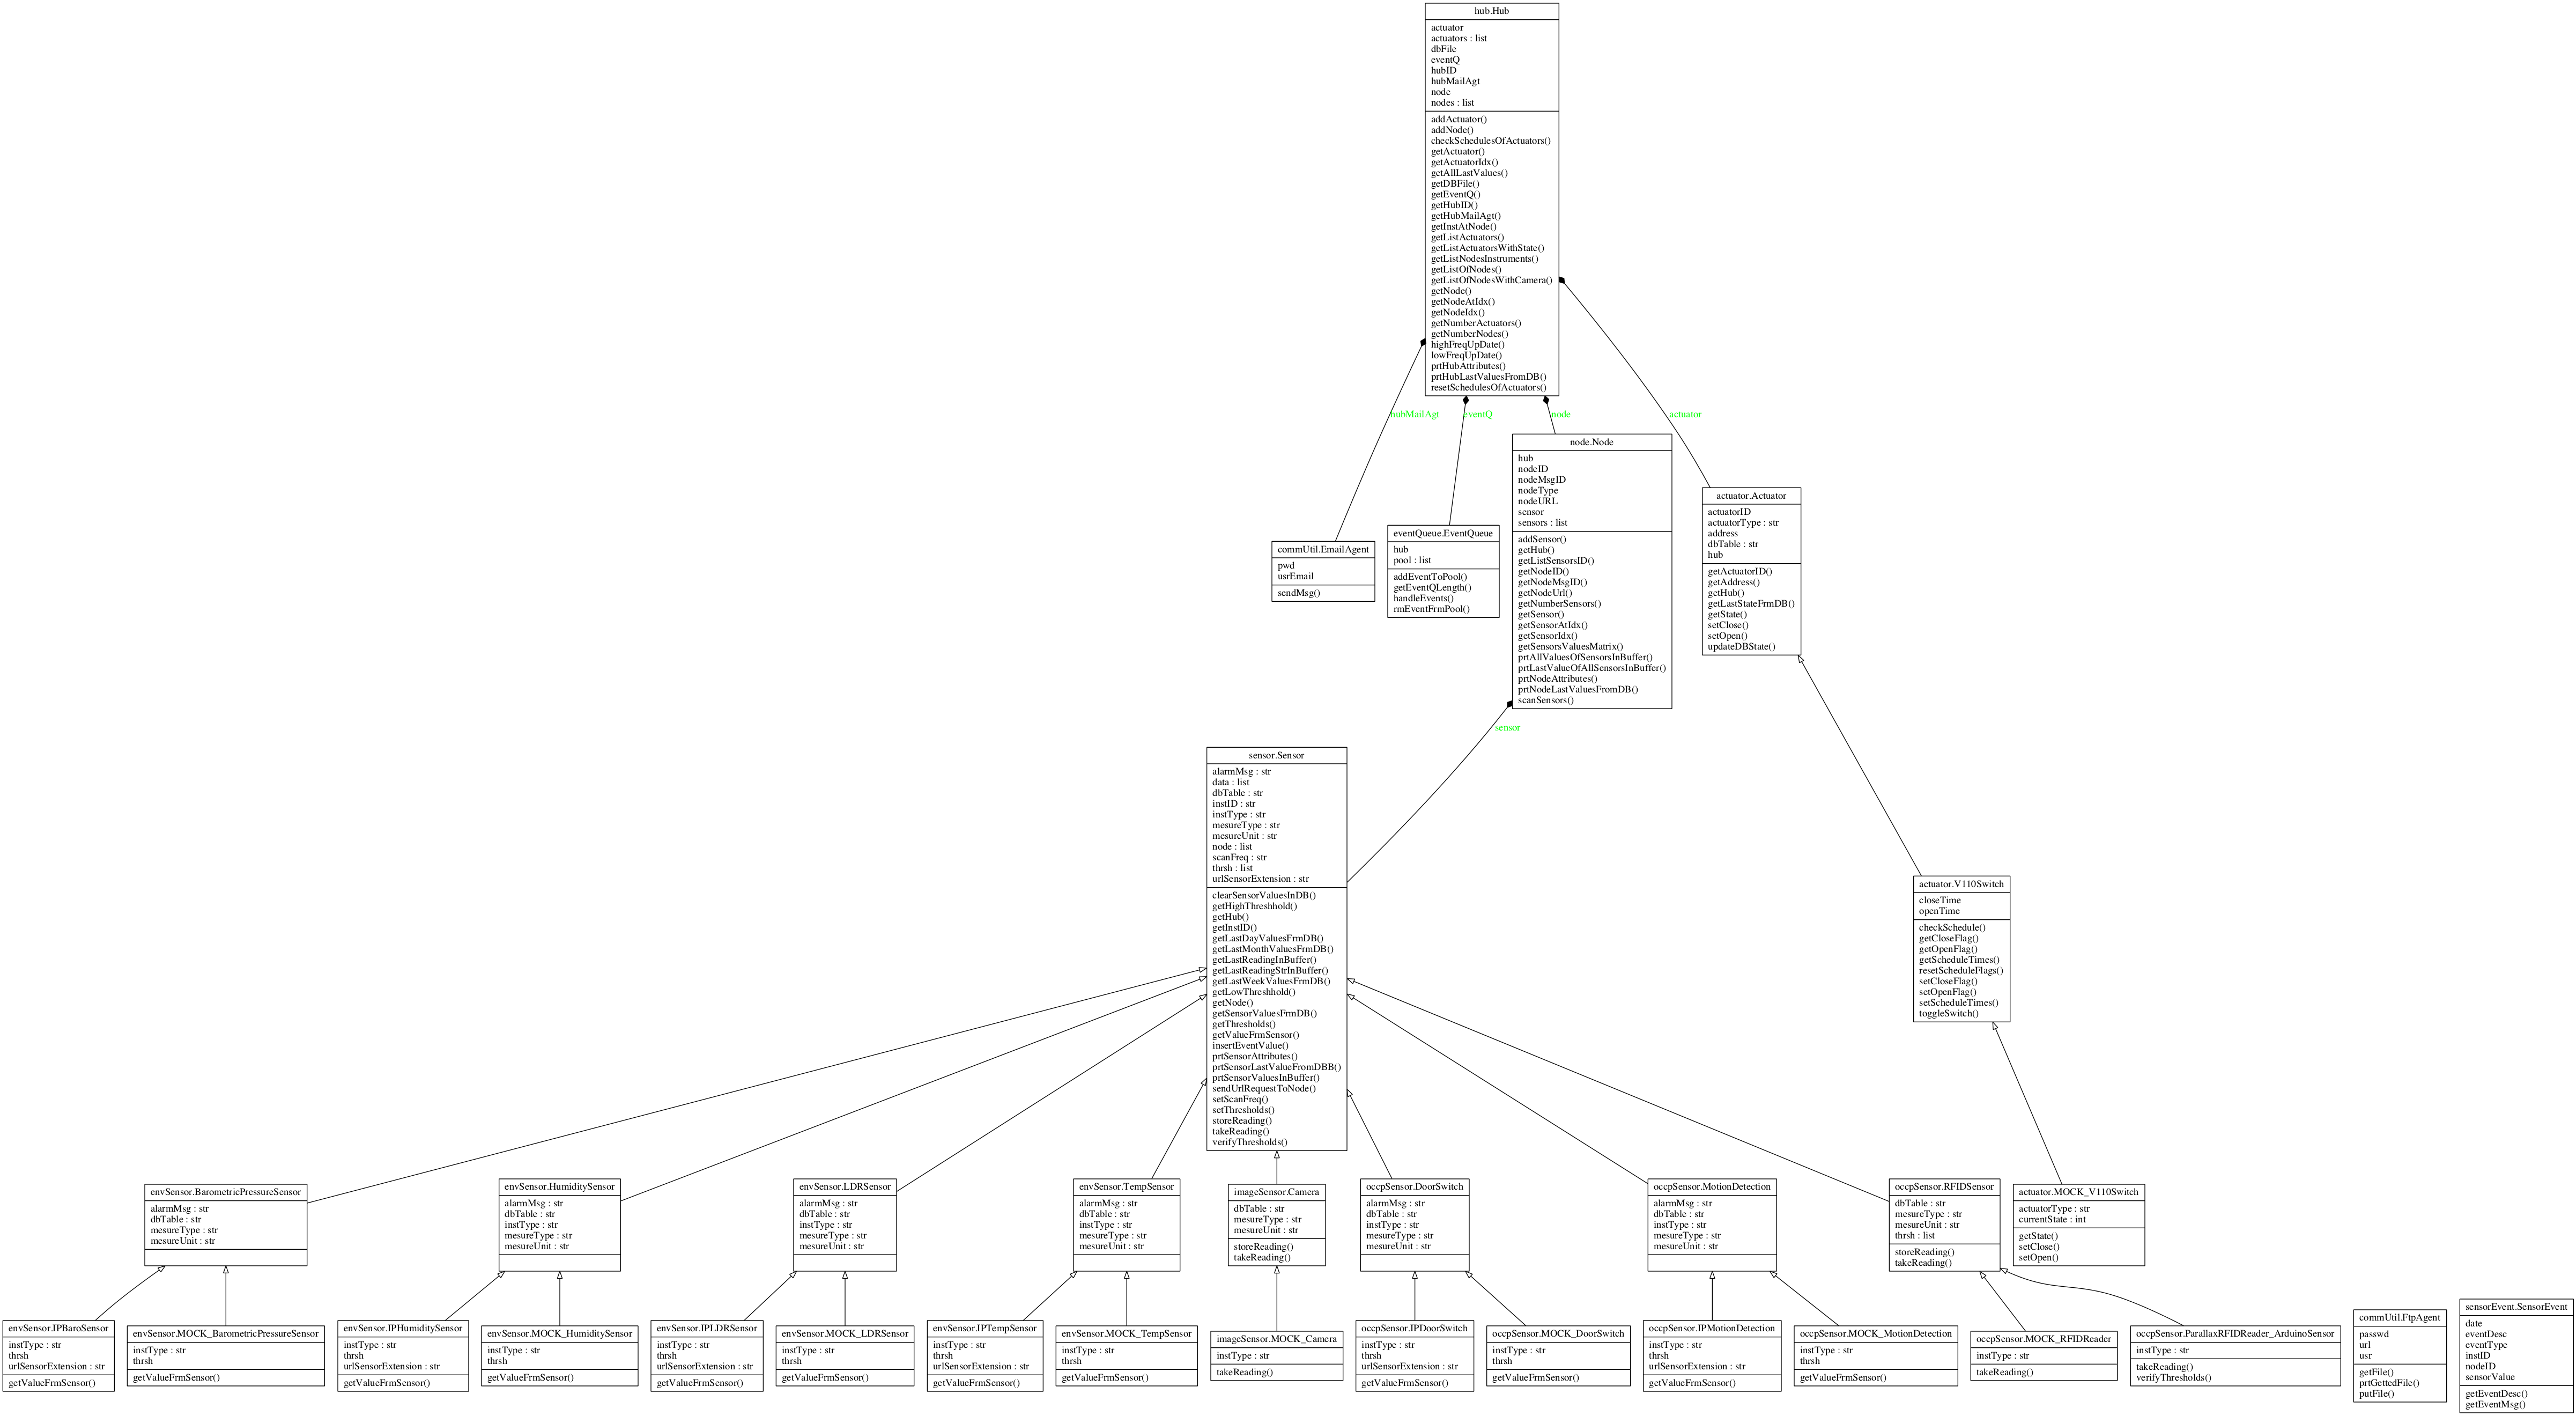 hub.Hub
actuator
actuators : list
dbFile
eventQ
hubID
hubMailAgt
node
nodes : list
addActuator()
addNode()
checkSchedulesOfActuators()
getActuator()
getActuatorIdx()
getAllLastValues()
getDBFile()
getEventQ()
getHubID()
getHubMailAgt()
getInstAtNode()
getListActuators()
getListActuatorsWithState()
getListNodesInstruments()
getListOfNodes()
getListOfNodesWithCamera()
getNode()
getNodeAtIdx()
getNodeIdx()
getNumberActuators()
getNumberNodes()
highFreqUpDate()
lowFreqUpDate()
prtHubAttributes()
prtHubLastValuesFromDB()
resetSchedulesOfActuators()
hubMailAgt
eventQ
node
actuator
commUtil.EmailAgent
pwd
usrEmail
sendMsg()
eventQueue.EventQueue
hub
pool : list
addEventToPool()
getEventQLength()
handleEvents()
rmEventFrmPool()
node.Node
hub
nodeID
nodeMsgID
nodeType
nodeURL
sensor
sensors : list
addSensor()
getHub()
getListSensorsID()
getNodeID()
getNodeMsgID()
getNodeUrl()
getNumberSensors()
getSensor()
getSensorAtIdx()
getSensorIdx()
getSensorsValuesMatrix()
prtAllValuesOfSensorsInBuffer()
prtLastValueOfAllSensorsInBuffer()
prtNodeAttributes()
prtNodeLastValuesFromDB()
scanSensors()
actuator.Actuator
actuatorID
actuatorType : str
address
dbTable : str
hub
getActuatorID()
getAddress()
getHub()
getLastStateFrmDB()
getState()
setClose()
setOpen()
updateDBState()
sensor
sensor.Sensor
alarmMsg : str
data : list
dbTable : str
instID : str
instType : str
mesureType : str
mesureUnit : str
node : list
scanFreq : str
thrsh : list
urlSensorExtension : str
clearSensorValuesInDB()
getHighThreshhold()
getHub()
getInstID()
getLastDayValuesFrmDB()
getLastMonthValuesFrmDB()
getLastReadingInBuffer()
getLastReadingStrInBuffer()
getLastWeekValuesFrmDB()
getLowThreshhold()
getNode()
getSensorValuesFrmDB()
getThresholds()
getValueFrmSensor()
insertEventValue()
prtSensorAttributes()
prtSensorLastValueFromDBB()
prtSensorValuesInBuffer()
sendUrlRequestToNode()
setScanFreq()
setThresholds()
storeReading()
takeReading()
verifyThresholds()
actuator.V110Switch
closeTime
openTime
checkSchedule()
getCloseFlag()
getOpenFlag()
getScheduleTimes()
resetScheduleFlags()
setCloseFlag()
setOpenFlag()
setScheduleTimes()
toggleSwitch()
envSensor.BarometricPressureSensor
alarmMsg : str
dbTable : str
mesureType : str
mesureUnit : str
envSensor.HumiditySensor
alarmMsg : str
dbTable : str
instType : str
mesureType : str
mesureUnit : str
envSensor.LDRSensor
alarmMsg : str
dbTable : str
instType : str
mesureType : str
mesureUnit : str
envSensor.TempSensor
alarmMsg : str
dbTable : str
instType : str
mesureType : str
mesureUnit : str
imageSensor.Camera
dbTable : str
mesureType : str
mesureUnit : str
storeReading()
takeReading()
occpSensor.DoorSwitch
alarmMsg : str
dbTable : str
instType : str
mesureType : str
mesureUnit : str
occpSensor.MotionDetection
alarmMsg : str
dbTable : str
instType : str
mesureType : str
mesureUnit : str
occpSensor.RFIDSensor
dbTable : str
mesureType : str
mesureUnit : str
thrsh : list
storeReading()
takeReading()
actuator.MOCK_V110Switch
actuatorType : str
currentState : int
getState()
setClose()
setOpen()
envSensor.IPBaroSensor
instType : str
thrsh
urlSensorExtension : str
getValueFrmSensor()
envSensor.MOCK_BarometricPressureSensor
instType : str
thrsh
getValueFrmSensor()
envSensor.IPHumiditySensor
instType : str
thrsh
urlSensorExtension : str
getValueFrmSensor()
envSensor.MOCK_HumiditySensor
instType : str
thrsh
getValueFrmSensor()
envSensor.IPLDRSensor
instType : str
thrsh
urlSensorExtension : str
getValueFrmSensor()
envSensor.MOCK_LDRSensor
instType : str
thrsh
getValueFrmSensor()
envSensor.IPTempSensor
instType : str
thrsh
urlSensorExtension : str
getValueFrmSensor()
envSensor.MOCK_TempSensor
instType : str
thrsh
getValueFrmSensor()
imageSensor.MOCK_Camera
instType : str
takeReading()
occpSensor.IPDoorSwitch
instType : str
thrsh
urlSensorExtension : str
getValueFrmSensor()
occpSensor.MOCK_DoorSwitch
instType : str
thrsh
getValueFrmSensor()
occpSensor.IPMotionDetection
instType : str
thrsh
urlSensorExtension : str
getValueFrmSensor()
occpSensor.MOCK_MotionDetection
instType : str
thrsh
getValueFrmSensor()
occpSensor.MOCK_RFIDReader
instType : str
takeReading()
occpSensor.ParallaxRFIDReader_ArduinoSensor
instType : str
takeReading()
verifyThresholds()
commUtil.FtpAgent
passwd
url
usr
getFile()
prtGettedFile()
putFile()
sensorEvent.SensorEvent
date
eventDesc
eventType
instID
nodeID
sensorValue
getEventDesc()
getEventMsg()